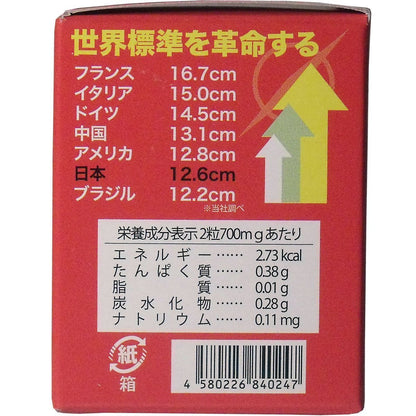 世界標準を革命する
フランス 16.7cm
イタリア 15.0cm
ドイツ 14.5cm
中国 13.1cm
アメリカ 12.8cm
日本 12.6cm
ブラジル 12.2cm
※当社調べ
栄養成分表示 2粒700mgあたり
エネルギー……2.73 kcal
たんぱく質……0.38g
脂質……0.01g
炭水化物……0.28g
ナトリウム……0.11mg
紙
箱
4 580226 840247